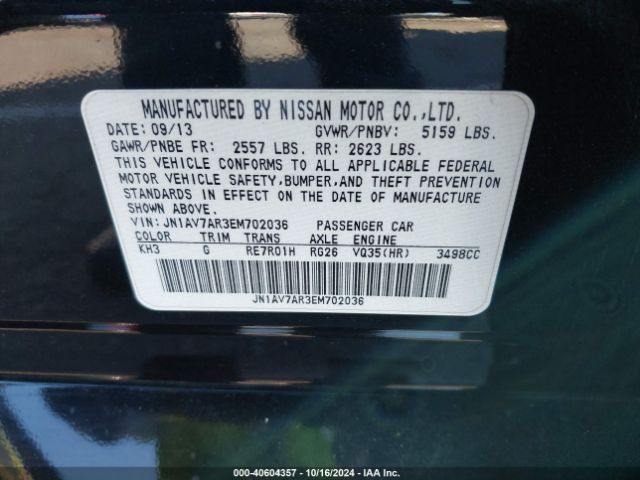 MANUFACTURED BY NISSAN MOTOR CO.,LTD.
DATE: 09/13 GVWR/PNBV: 5159 LBS.
GAWR/PNBE FR: 2557 LBS. RR: 2623 LBS.
THIS VEHICLE CONFORMS TO ALL APPLICABLE FEDERAL
MOTOR VEHICLE SAFETY,BUMPER,AND THEFT PREVENTION
STANDARDS IN EFFECT ON THE DATE OF MANUFACTURE
SHOWN ABOVE.
VIN: JN1AV7AR3EM702036 PASSENGER CAR
COLOR TRIM TRANS AXLE ENGINE
KH3 G RE7R01H RG26 VQ35(HR) 3498CC
JN1AV7AR3EM702036
000-40604357 - 10/16/2024 - IAA Inc.